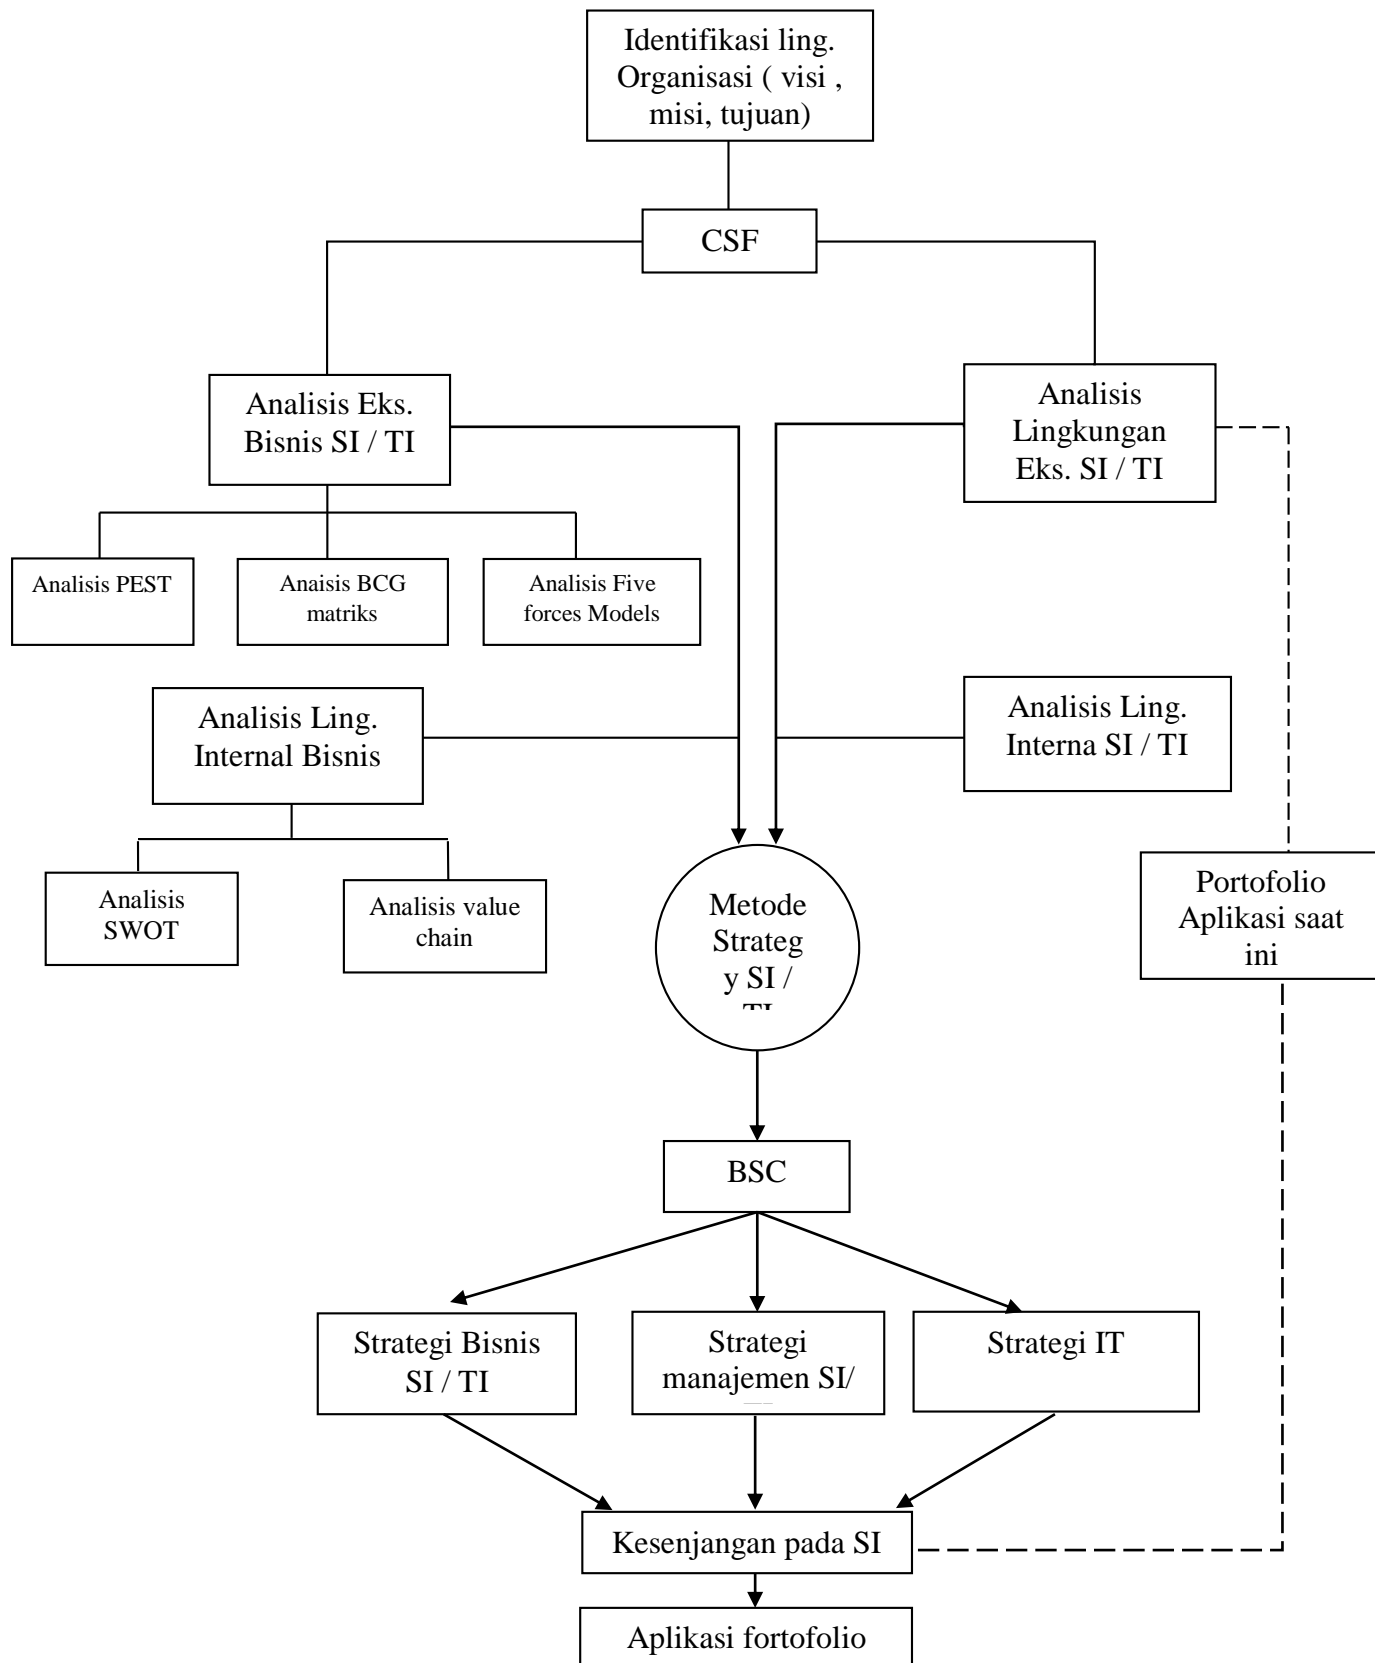 Identifikasi ling.
Organisasi ( visi ,
misi, tujuan)
CSF
Analisis Eks.
Bisnis SI / TI
Analisis
Lingkungan
Eks. SI / TI
Analisis PEST
Anaisis BCG
matriks
Analisis Five
forces Models
Analisis Ling.
Internal Bisnis
Analisis Ling.
Interna SI / TI
Analisis
SWOT
Analisis value
chain
Metode
Strateg
y SI /
Portofolio
Aplikasi saat
ini
BSC
Strategi Bisnis
SI / TI
Strategi
manajemen SI/
Strategi IT
Kesenjangan pada SI
Aplikasi fortofolio